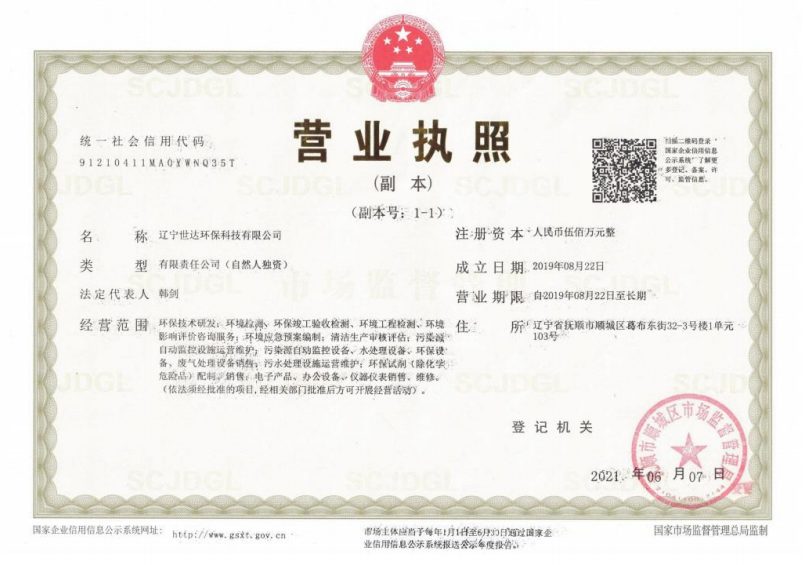 统一社会信用代码
91210411MA0YWNQ35T
营业执照
(副 本)
(副本号: 1-1)
扫描二维码登录
国家企业信用信息
公示系统"了解更
多登记、备案、许
可、监管信息。
名 称 辽宁世达环保科技有限公司
类 型 有限责任公司（自然人独资）
法定代表人 韩剑
经营范围 环保技术研发、环境检测、环保竣工验收检测、环境工程检测、环境
影响评价咨询服务；环境应急预案编制；清洁生产审核评估；污染源
自动监控设施运营维护；污染源自动监控设备、水处理设备、环保设
备、废气处理设备销售；污水处理设施运营维护；环保试剂（除化学
危险品）配制、销售；电子产品、办公设备、仪器仪表销售、维修。
（依法须经批准的项目,经相关部门批准后方可开展经营活动）。
注册资本 人民币伍佰万元整
成立日期 2019年08月22日
营业期限 自2019年08月22日至长期
住 所 辽宁省抚顺市顺城区葛布东街32-3号楼1单元
103号
登记机关
顺市顺城区市场监督管理局
2021 年 06 月 07 日
国家企业信用信息公示系统网址: http://www.gsxt.gov.cn
市场主体应当于每年1月1日至6月30日通过国家企
业信用信息公示系统报送公示年度报告。
国家市场监督管理总局监制